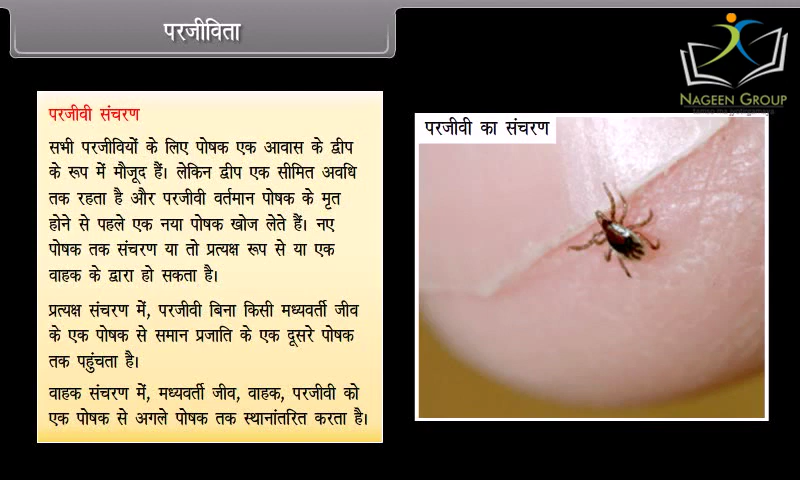 परजीविता
NAGEEN GROUP
परजीवी संचरण
सभी परजीवियों के लिए पोषक एक आवास के द्वीप
के रूप में मौजूद हैं। लेकिन द्वीप एक सीमित अवधि
तक रहता है और परजीवी वर्तमान पोषक के मृत
होने से पहले एक नया पोषक खोज लेते हैं। नए
पोषक तक संचरण या तो प्रत्यक्ष रूप से या एक
वाहक के द्वारा हो सकता है।
प्रत्यक्ष संचरण में, परजीवी बिना किसी मध्यवर्ती जीव
के एक पोषक से समान प्रजाति के एक दूसरे पोषक
तक पहुंचता है।
वाहक संचरण में, मध्यवर्ती जीव, वाहक, परजीवी को
एक पोषक से अगले पोषक तक स्थानांतरित करता है।
परजीवी का संचरण